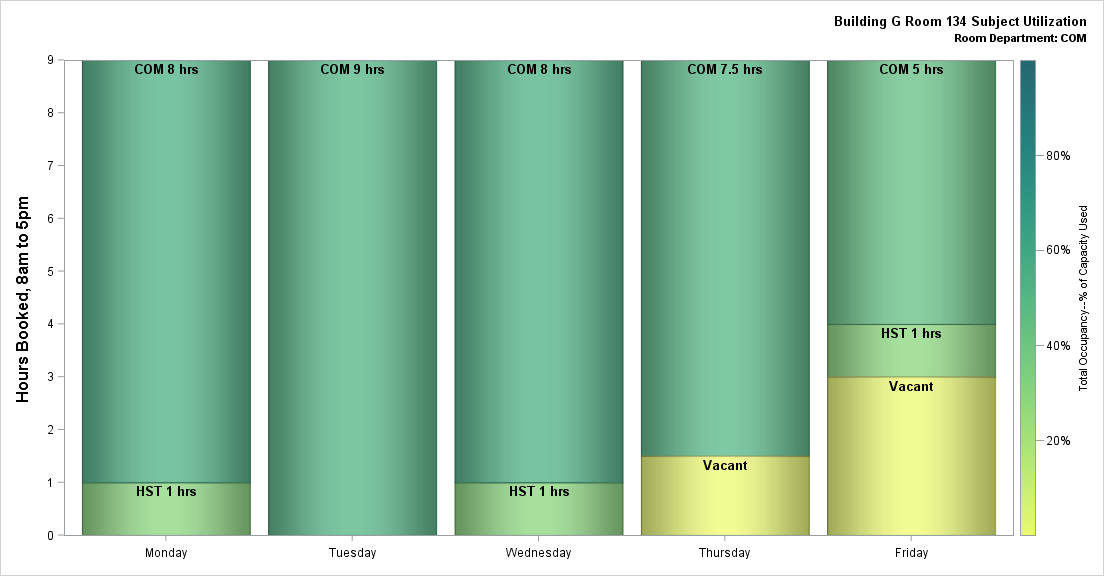 Building G Room 134 Subject Utilization
Room Department: COM
Hours Booked, 8am to 5pm
9
8
7
6
5
4
3
2
1
0
COM 8 hrs
HST 1 hrs
COM 9 hrs
COM 8 hrs
HST 1 hrs
COM 7.5 hrs
Vacant
COM 5 hrs
HST 1 hrs
Vacant
Monday
Tuesday
Wednesday
Thursday
Friday
80%
60%
40%
20%
Total Occupancy--% of Capacity Used